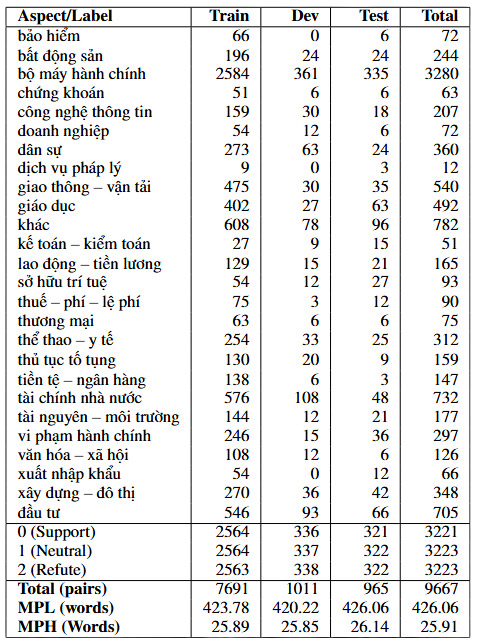 Aspect/Label Train Dev Test Total
bảo hiểm 66 0 6 72
bất động sản 196 24 24 244
bộ máy hành chính 2584 361 335 3280
chứng khoán 51 6 6 63
công nghệ thông tin 159 30 18 207
doanh nghiệp 54 12 6 72
dân sự 273 63 24 360
dịch vụ pháp lý 9 0 3 12
giao thông – vận tải 475 30 35 540
giáo dục 402 27 63 492
khác 608 78 96 782
kế toán – kiểm toán 27 9 15 51
lao động – tiền lương 129 15 21 165
sở hữu trí tuệ 54 12 27 93
thuế – phí – lệ phí 75 3 12 90
thương mại 63 6 6 75
thể thao – y tế 254 33 25 312
thủ tục tố tụng 130 20 9 159
tiền tệ – ngân hàng 138 6 3 147
tài chính nhà nước 576 108 48 732
tài nguyên – môi trường 144 12 21 177
vi phạm hành chính 246 15 36 297
văn hóa – xã hội 108 12 6 126
xuất nhập khẩu 54 0 12 66
xây dựng – đô thị 270 36 42 348
đầu tư 546 93 66 705
0 (Support) 2564 336 321 3221
1 (Neutral) 2564 337 322 3223
2 (Refute) 2563 338 322 3223
Total (pairs) 7691 1011 965 9667
MPL (words) 423.78 420.22 426.06 426.06
MPH (Words) 25.89 25.85 26.14 25.91